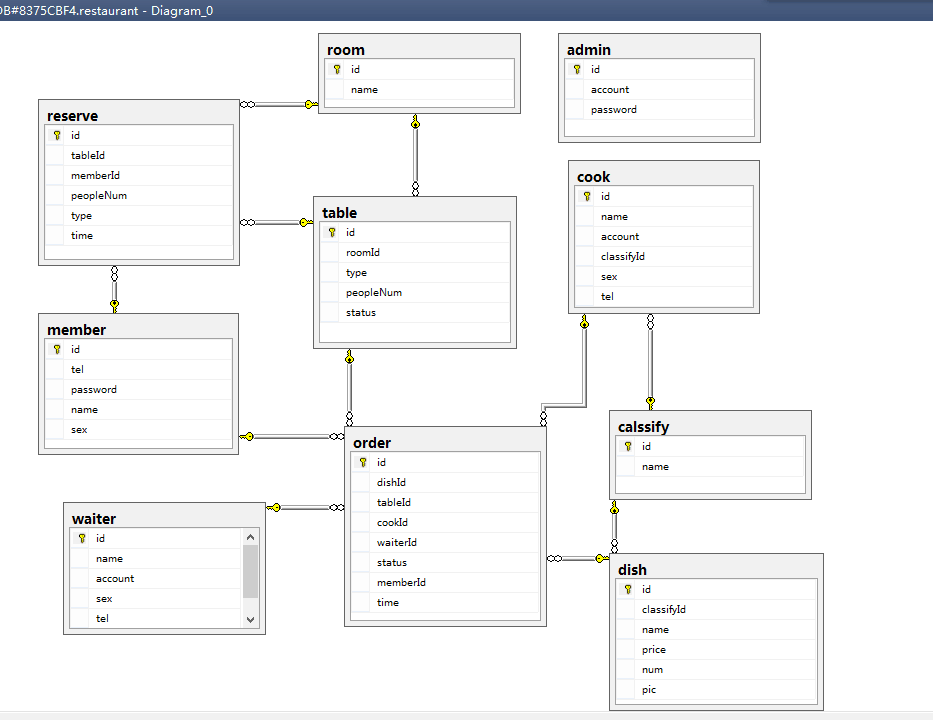 DB#8375CBF4.restaurant - Diagram_0
room
id
name
admin
id
account
password
reserve
id
tableId
memberId
peopleNum
type
time
table
id
roomId
type
peopleNum
status
cook
id
name
account
classifyId
sex
tel
member
id
tel
password
name
sex
order
id
dishId
tableId
cookId
waiterId
status
memberId
time
calssify
id
name
waiter
id
name
account
sex
tel
dish
id
classifyId
name
price
num
pic